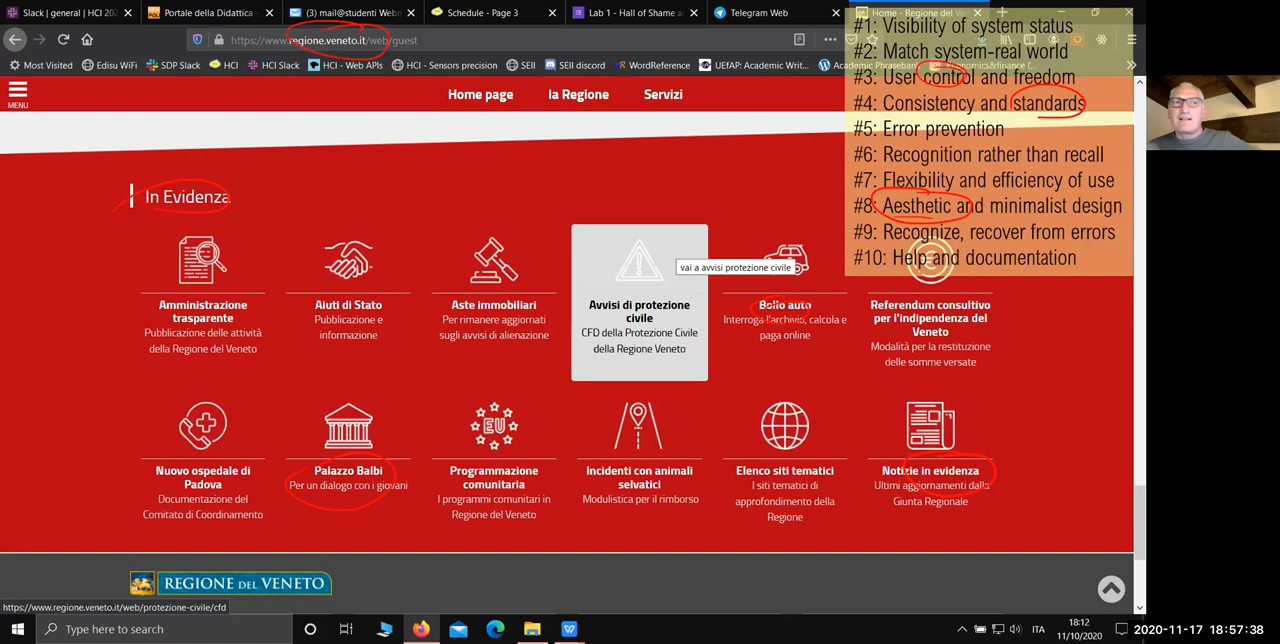 Slack | general | HCI 202
Portale della Didattica -
(3) mail@studenti Webm
Schedule - Page 3
Lab 1 - Hall of Shame a
Telegram Web
Home - Regione del Ve
https://www.regione.veneto.it/web/guest
Most Visited
Edisu WiFi
SDP Slack
HCI
HCI Slack
HCI - Web APIs
HCI - Sensors precision
SEII
SEII discord
WordReference
UEfAP: Academic Writ...
Academic Phraseban
Economics&finance (...
#1: Visibility of system status
#2: Match system-real world
#3: User control and freedom
#4: Consistency and standards
#5: Error prevention
#6: Recognition rather than recall
#7: Flexibility and efficiency of use
#8: Aesthetic and minimalist design
#9: Recognize, recover from errors
#10: Help and documentation
MENU
Home page
la Regione
Servizi
In Evidenza
vai a avvisi protezione civile
Amministrazione
trasparente
Pubblicazione delle attività
della Regione del Veneto
Aiuti di Stato
Pubblicazione e
informazione
Aste immobiliari
Per rimanere aggiornati
sugli avvisi di alienazione
Avvisi di protezione
civile
CFD della Protezione Civile
della Regione Veneto
Bollo auto
Interroga l'archivio, calcola e
paga online
Referendum consultivo
per l'indipendenza del
Veneto
Modalità per la restituzione
delle somme versate
Nuovo ospedale di
Padova
Documentazione del
Comitato di Coordinamento
Palazzo Balbi
Per un dialogo con i giovani
EU
Programmazione
comunitaria
I programmi comunitari in
Regione del Veneto
Incidenti con animali
selvatici
Modulistica per il rimborso
Elenco siti tematici
I siti tematici di
approfondimento della
Regione
Notizie in evidenza
Ultimi aggiornamenti dalla
Giunta Regionale
REGIONE DEL VENETO
https://www.regione.veneto.it/web/protezione-civile/cfd
Type here to search
ITA
18:12
11/10/2020
2020-11-17 18:57:38